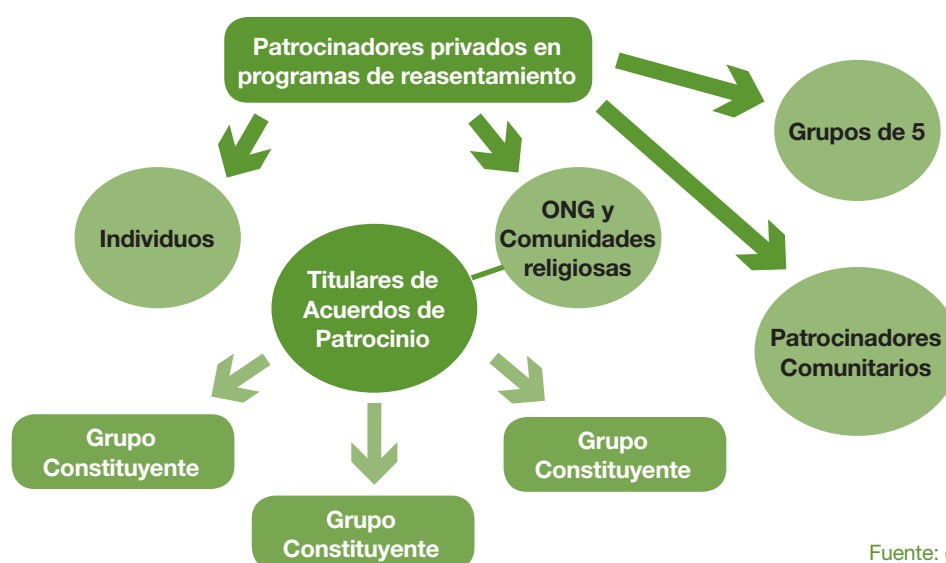 Patrocinadores privados en
programas de reasentamiento
Grupos de 5
Individuos
ONG y
Comunidades
religiosas
Titulares de
Acuerdos de
Patrocinio
Patrocinadores
Comunitarios
Grupo
Constituyente
Grupo
Constituyente
Grupo
Constituyente
Fuente: